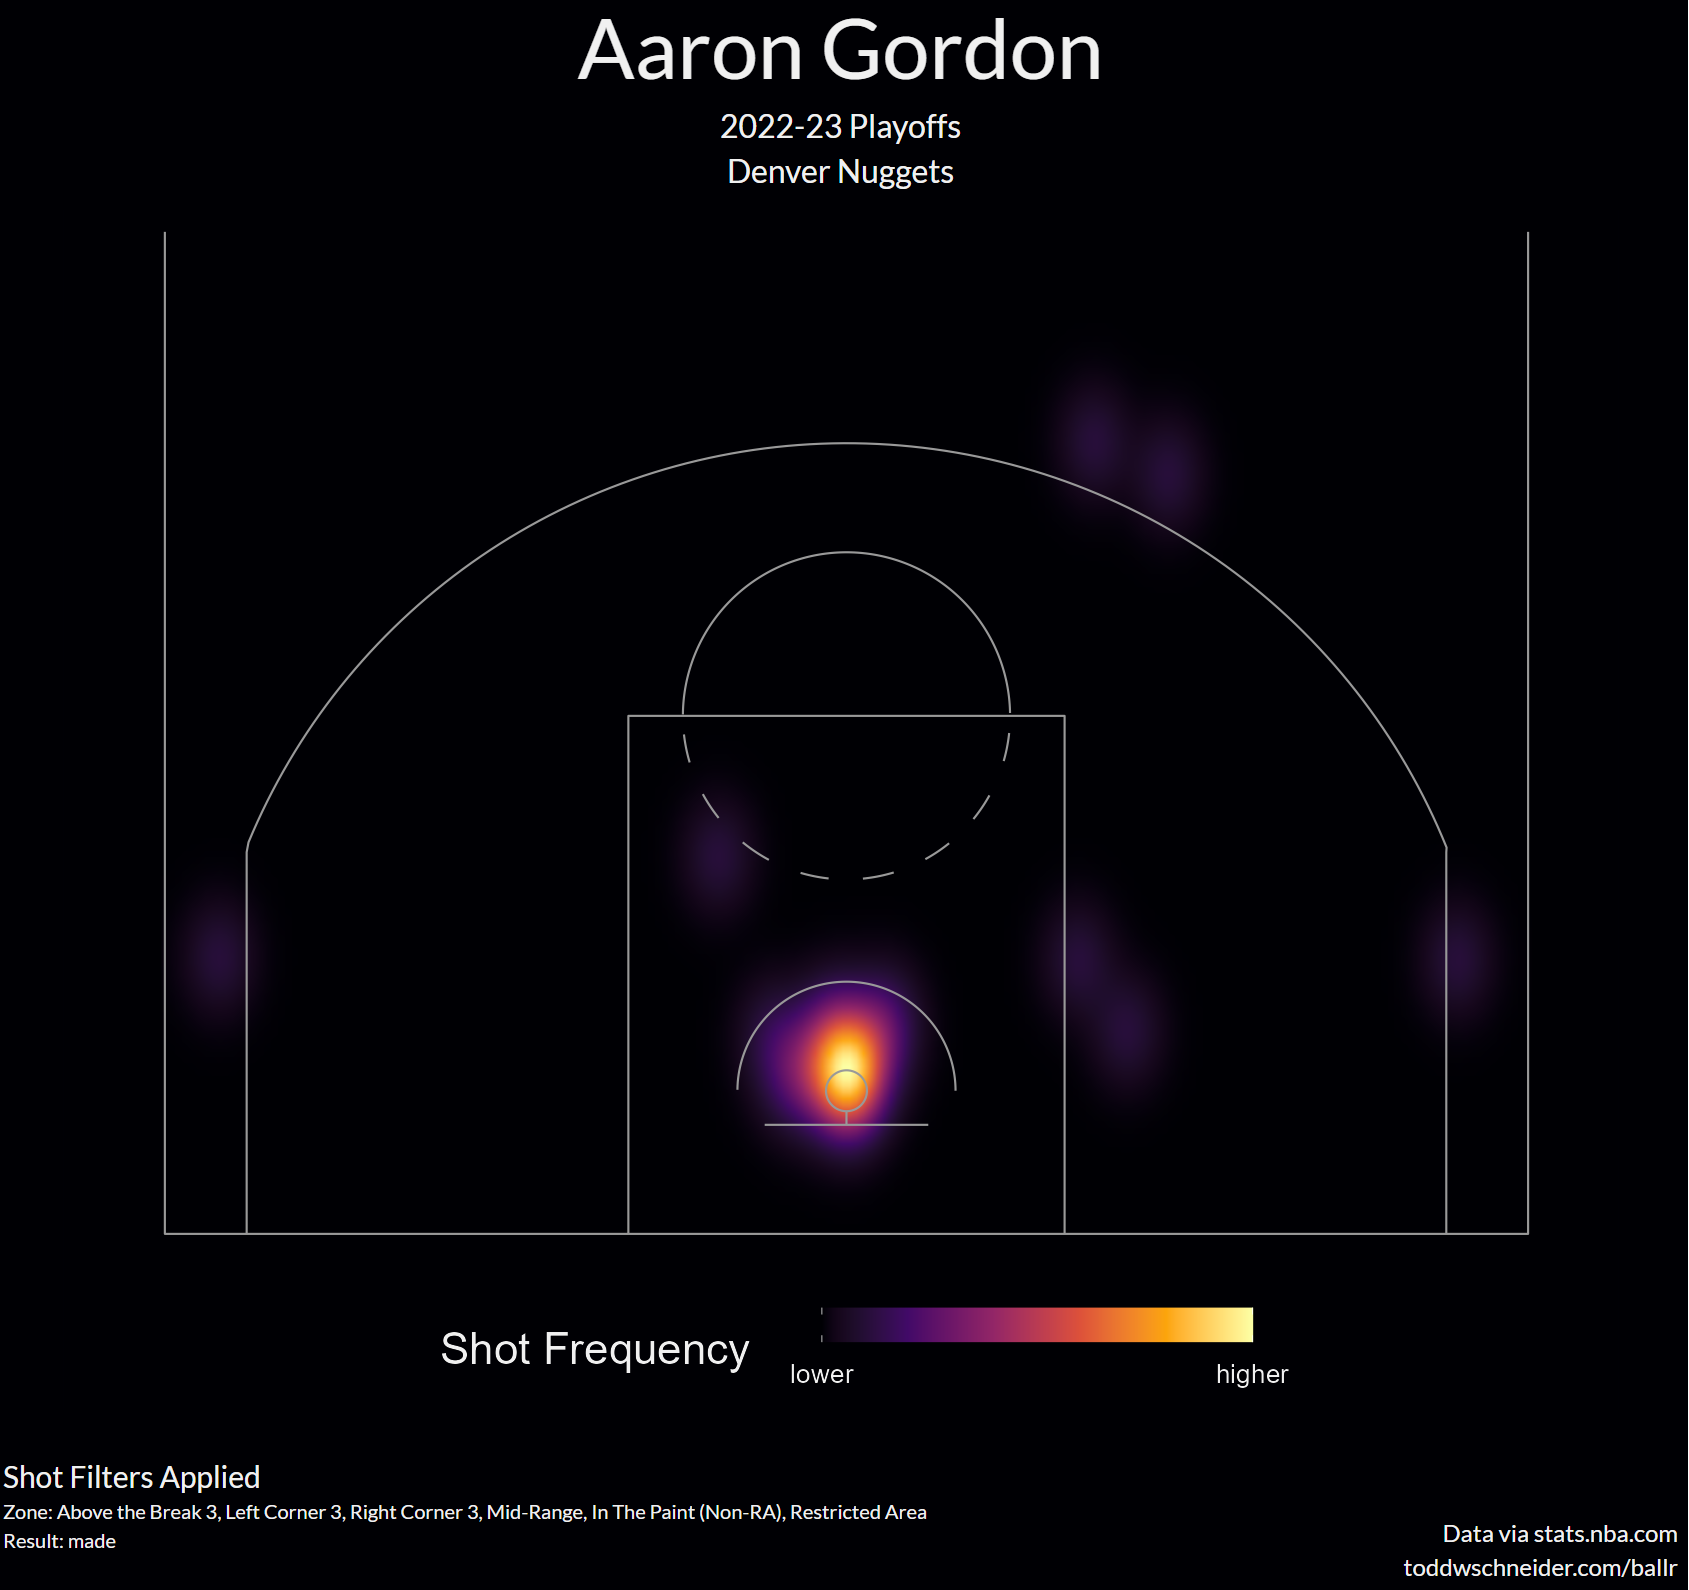 Aaron Gordon
2022-23 Playoffs
Denver Nuggets
Shot Frequency
lower
higher
Shot Filters Applied
Zone: Above the Break 3, Left Corner 3, Right Corner 3, Mid-Range, In The Paint (Non-RA), Restricted Area
Result: made
Data via stats.nba.com
toddwschneider.com/ballr